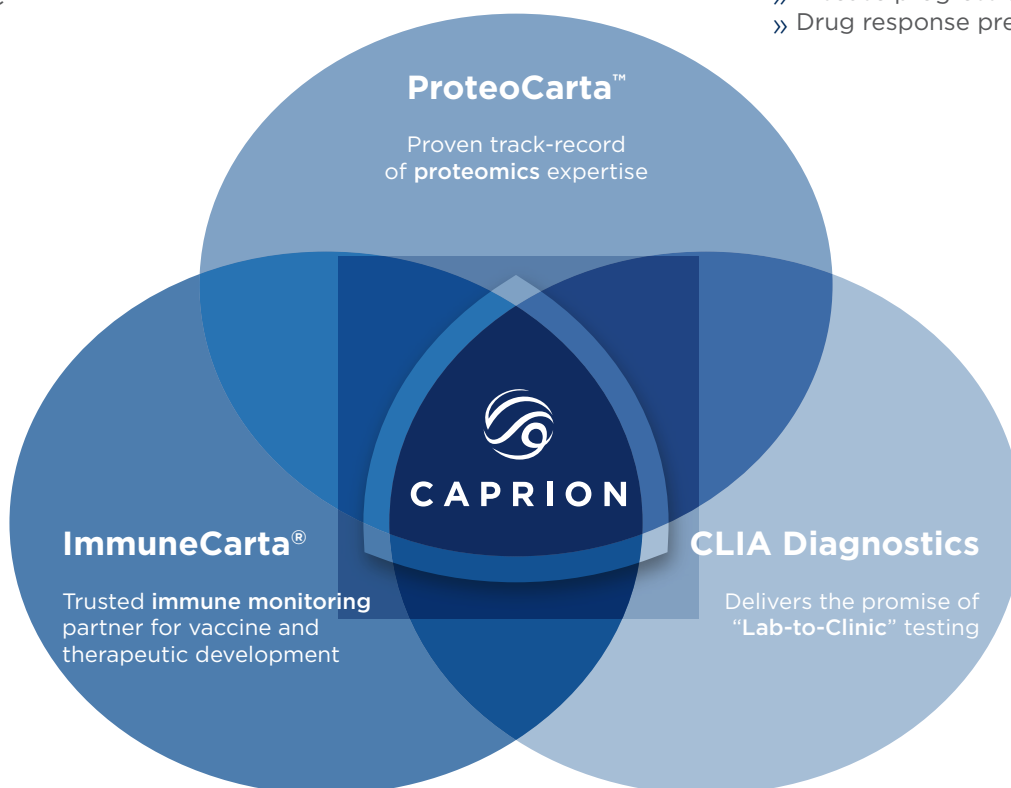 » Drug response
ProteoCarta™
Proven track-record
of proteomics expertise
CAPRION
ImmuneCarta®
Trusted immune monitoring
partner for vaccine and
therapeutic development
CLIA Diagnostics
Delivers the promise of
“Lab-to-Clinic” testing